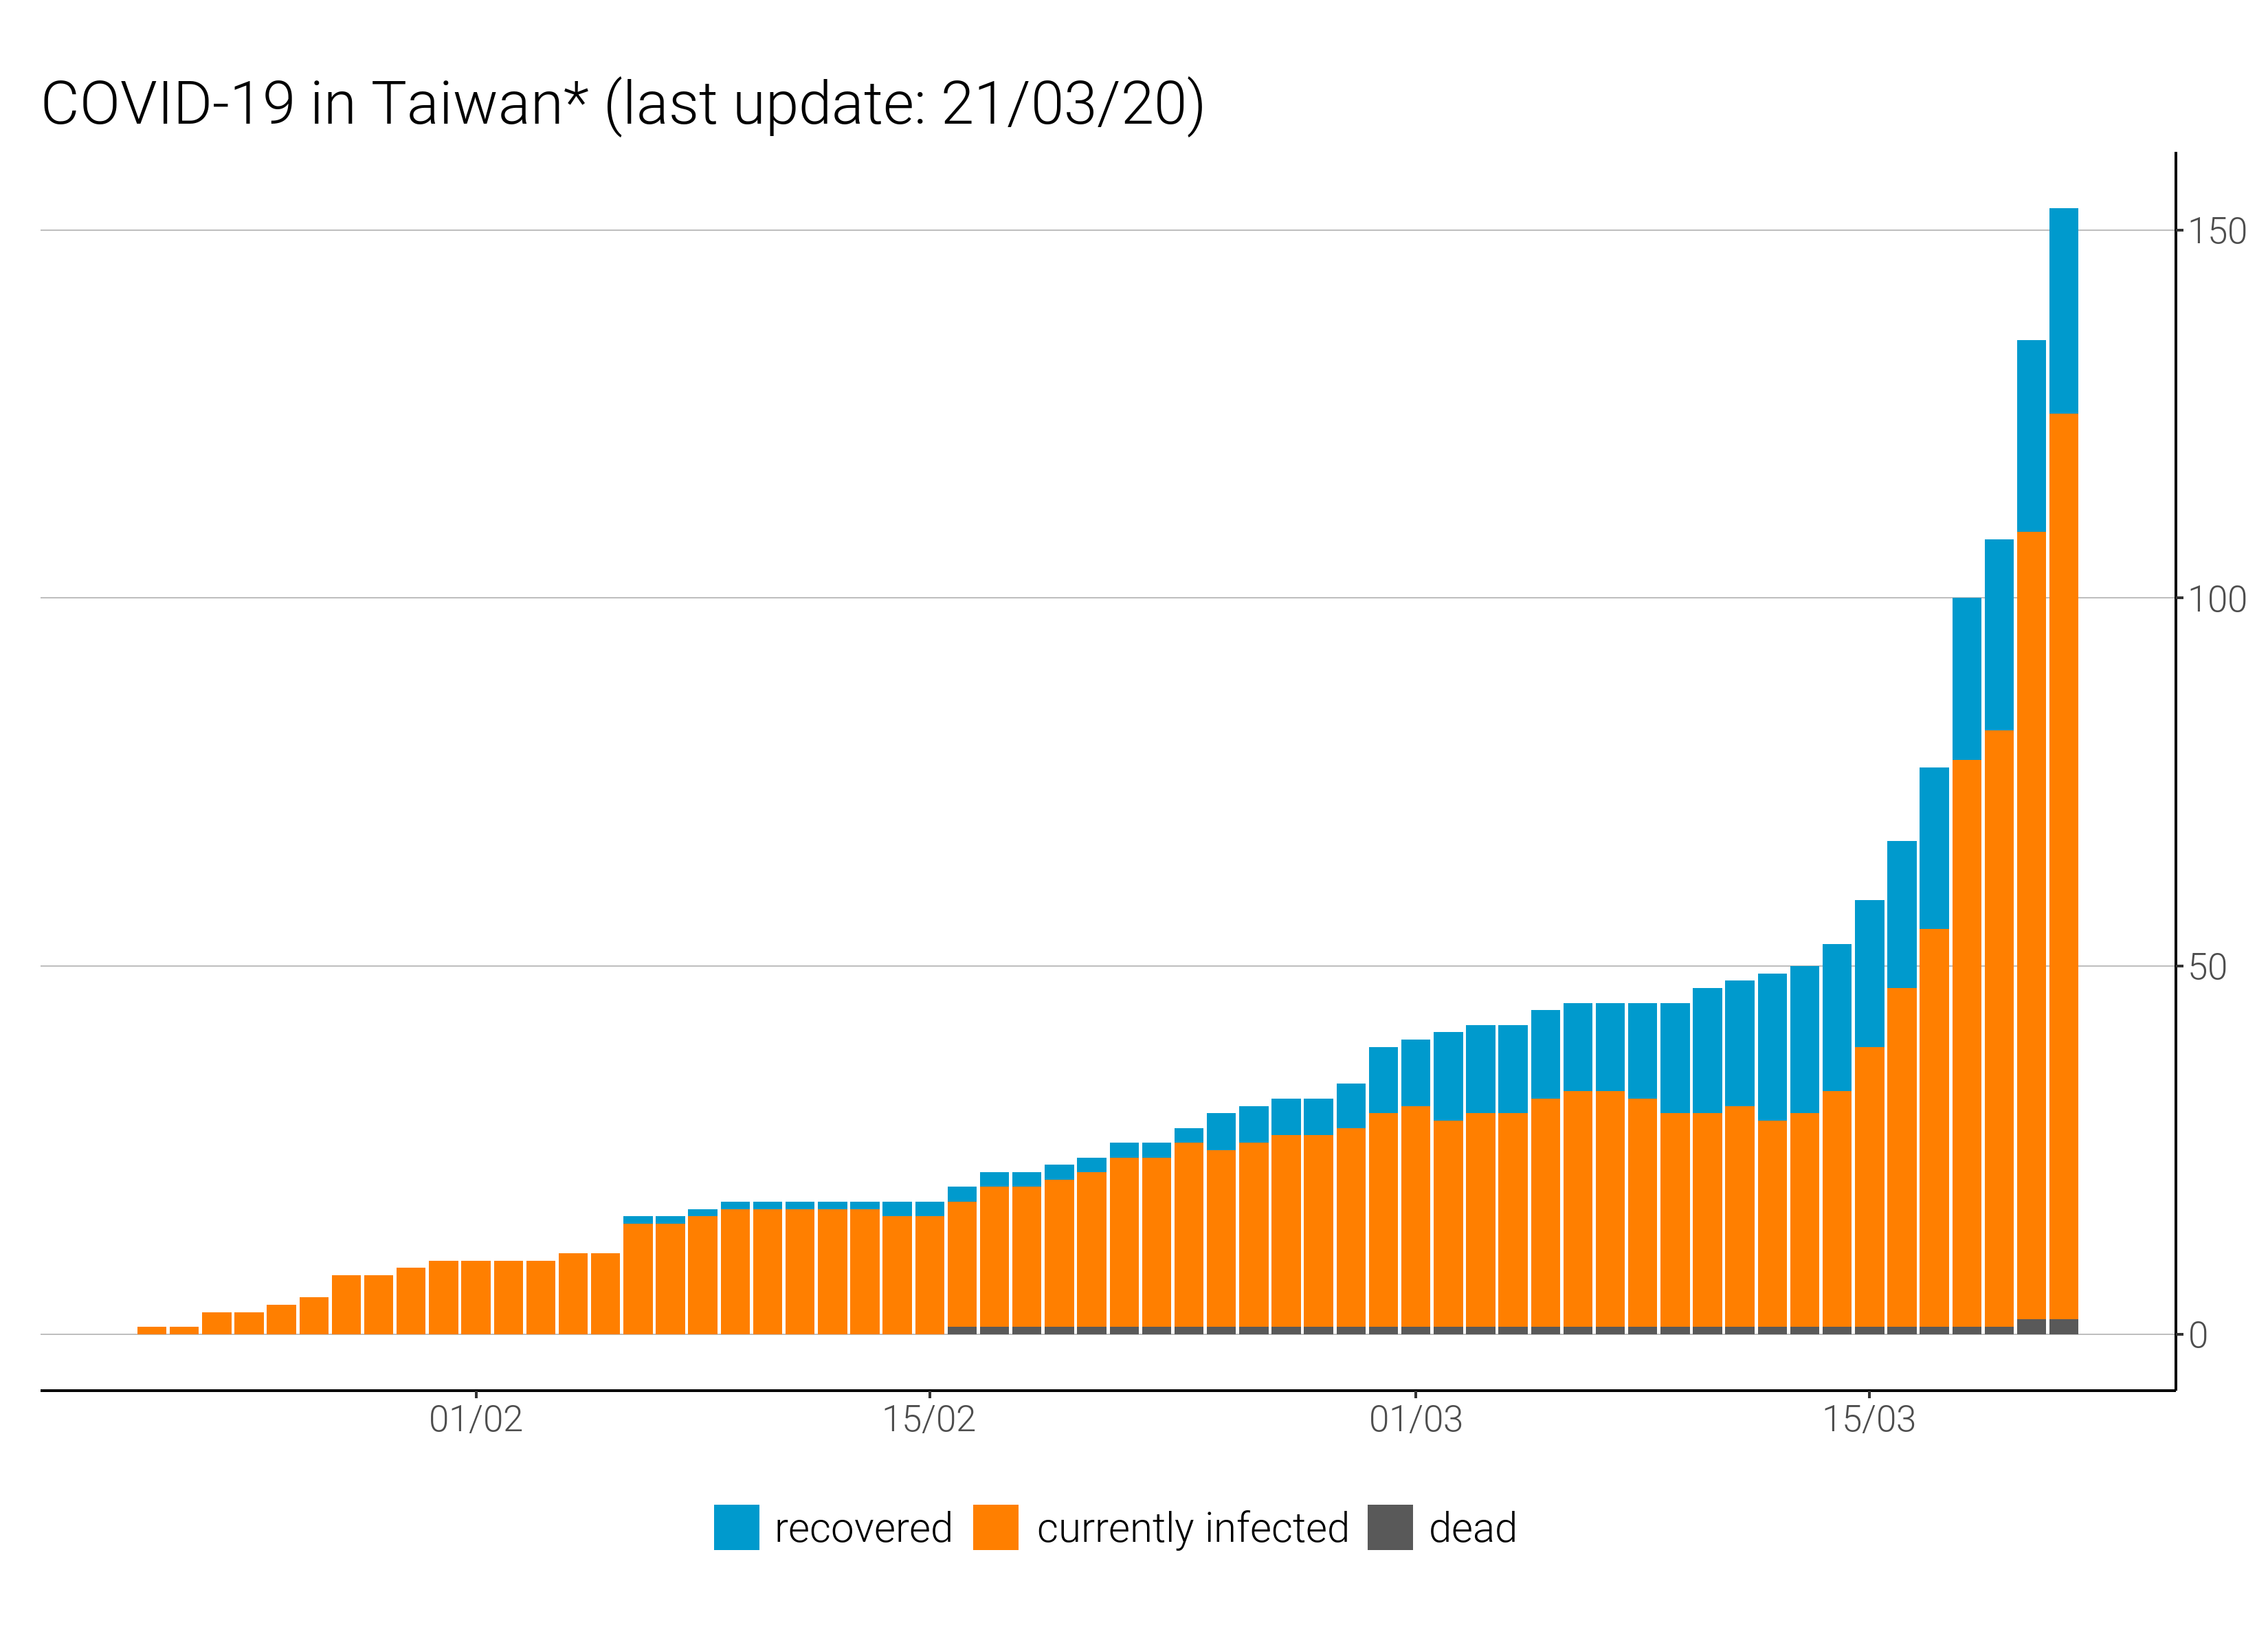 COVID-19 in Taiwan* (last update: 21/03/20)
150
100
50
0
01/02 15/02 01/03 15/03
recovered currently infected dead